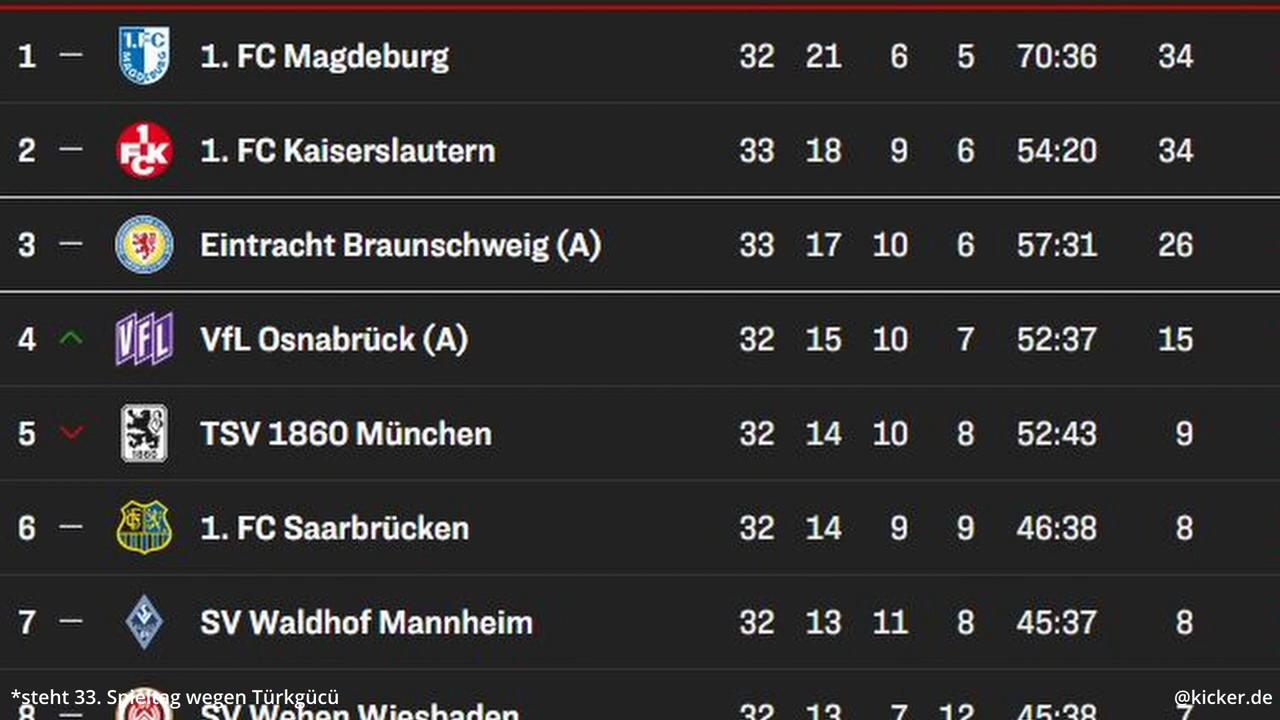 1 — 1. FC Magdeburg 32 21 6 5 70:36 34
2 — 1. FC Kaiserslautern 33 18 9 6 54:20 34
3 — Eintracht Braunschweig (A) 33 17 10 6 57:31 26
4 VfL Osnabrück (A) 32 15 10 7 52:37 15
5 TSV 1860 München 32 14 10 8 52:43 9
6 — 1. FC Saarbrücken 32 14 9 9 46:38 8
7 — SV Waldhof Mannheim 32 13 11 8 45:37 8
8 — SV Wehen Wiesbaden 32 13 7 12 45:38 7
*steht 33. Spieltag wegen Türkgücü
@kicker.de